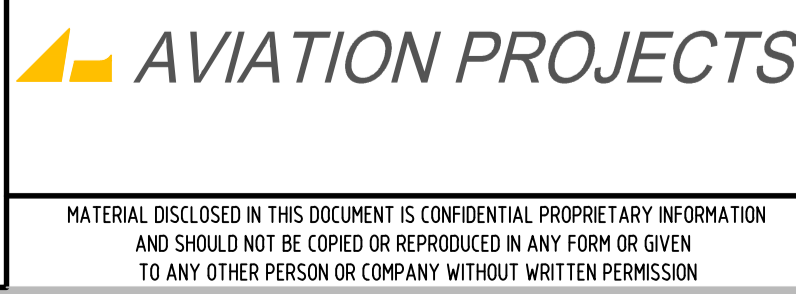 AVIATION PROJECTS
MATERIAL DISCLOSED IN THIS DOCUMENT IS CONFIDENTIAL PROPRIETARY INFORMATION
AND SHOULD NOT BE COPIED OR REPRODUCED IN ANY FORM OR GIVEN
TO ANY OTHER PERSON OR COMPANY WITHOUT WRITTEN PERMISSION